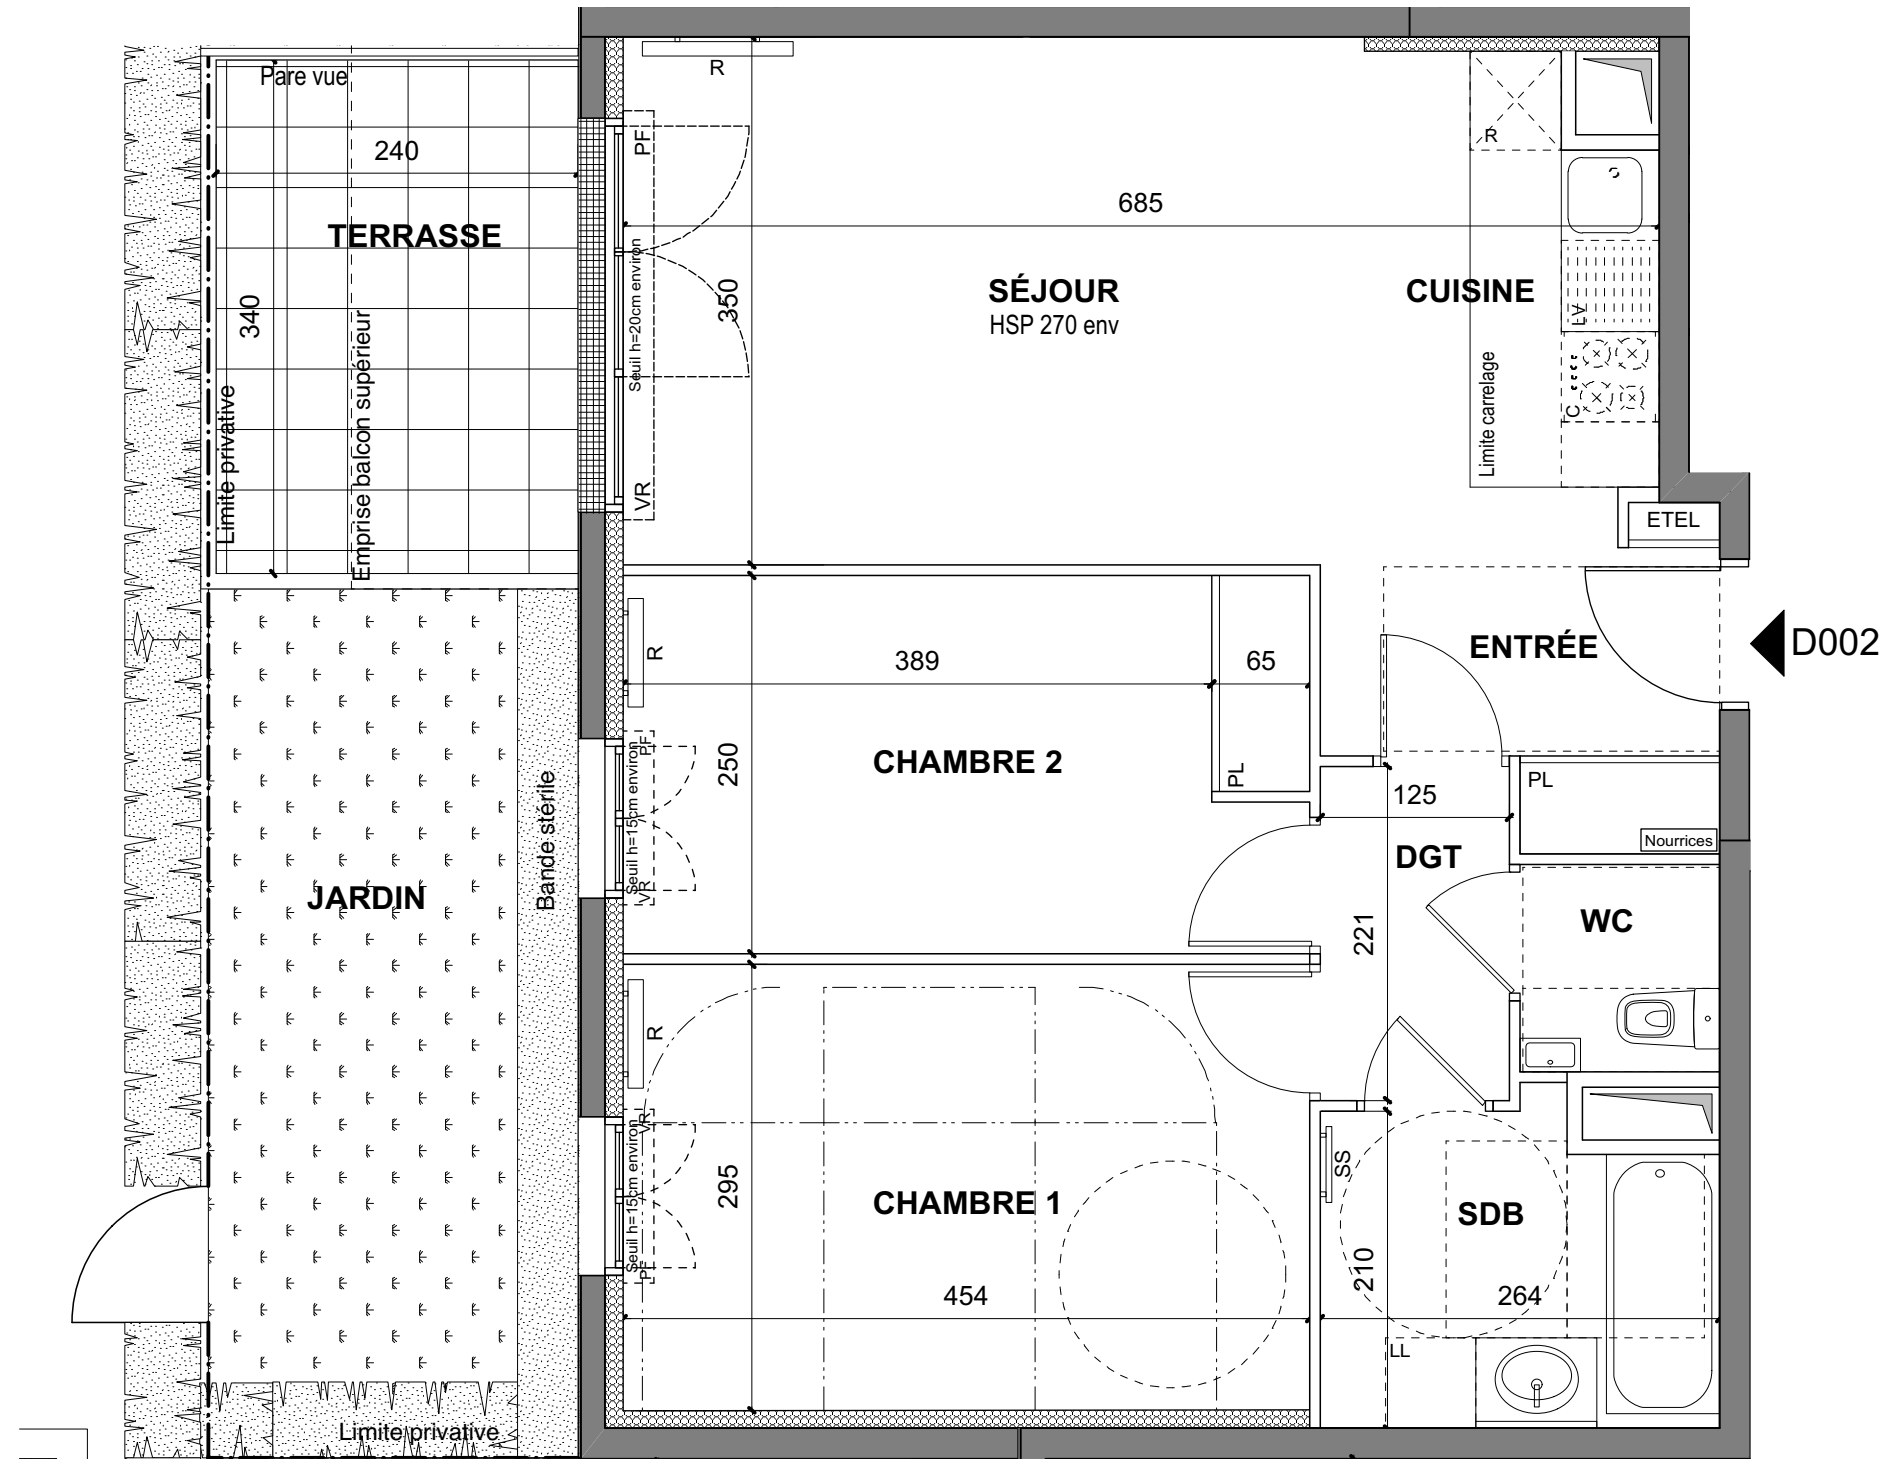 Pare vue
R
240
PF
R
685
TERRASSE
340
Seuil h=20cm environ
350
SÉJOUR
HSP 270 env
CUISINE
LV
C
Limite carrelage
Limite privative
Emprise balcon supérieur
VR
ETEL
R
389
65
ENTRÉE
D002
PF
Seuil h=15cm environ
VR
250
CHAMBRE 2
PL
125
PL
Nourrices
DGT
JARDIN
Bande stérile
221
WC
R
VR
Seuil h=15cm environ
PF
295
CHAMBRE 1
SS
SDB
210
454
264
LL
Limite privative